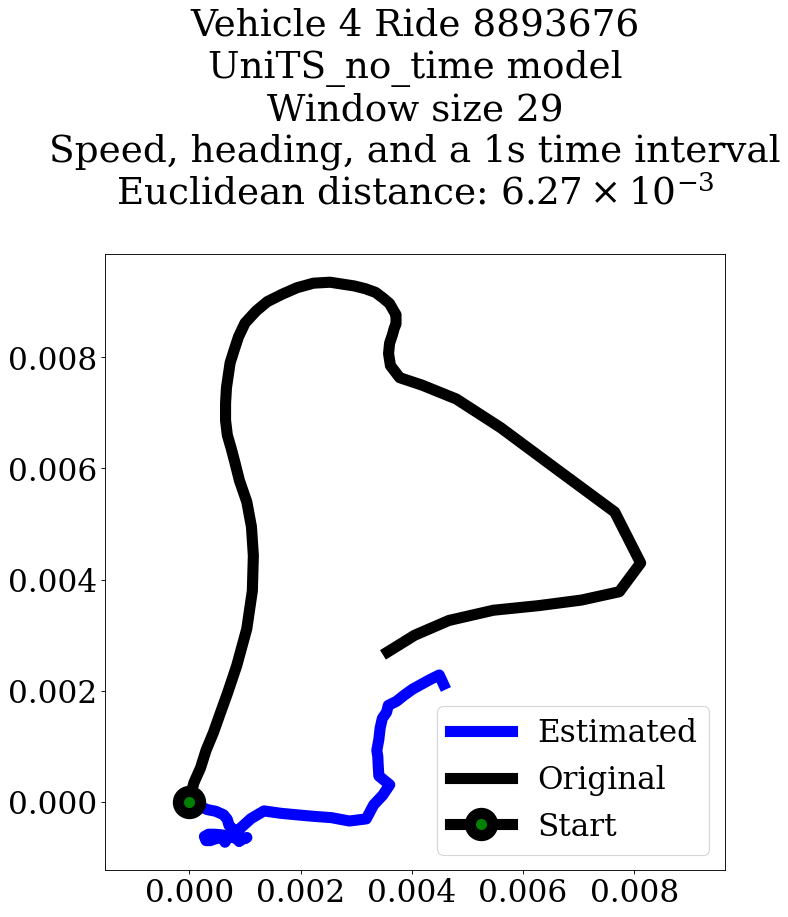 Vehicle 4 Ride 8893676
UniTS_no_time model
Window size 29
Speed, heading, and a 1s time interval
Euclidean distance: 6.27 × 10⁻³
0.008
0.006
0.004
0.002
0.000
Estimated
Original
Start
0.000 0.002 0.004 0.006 0.008